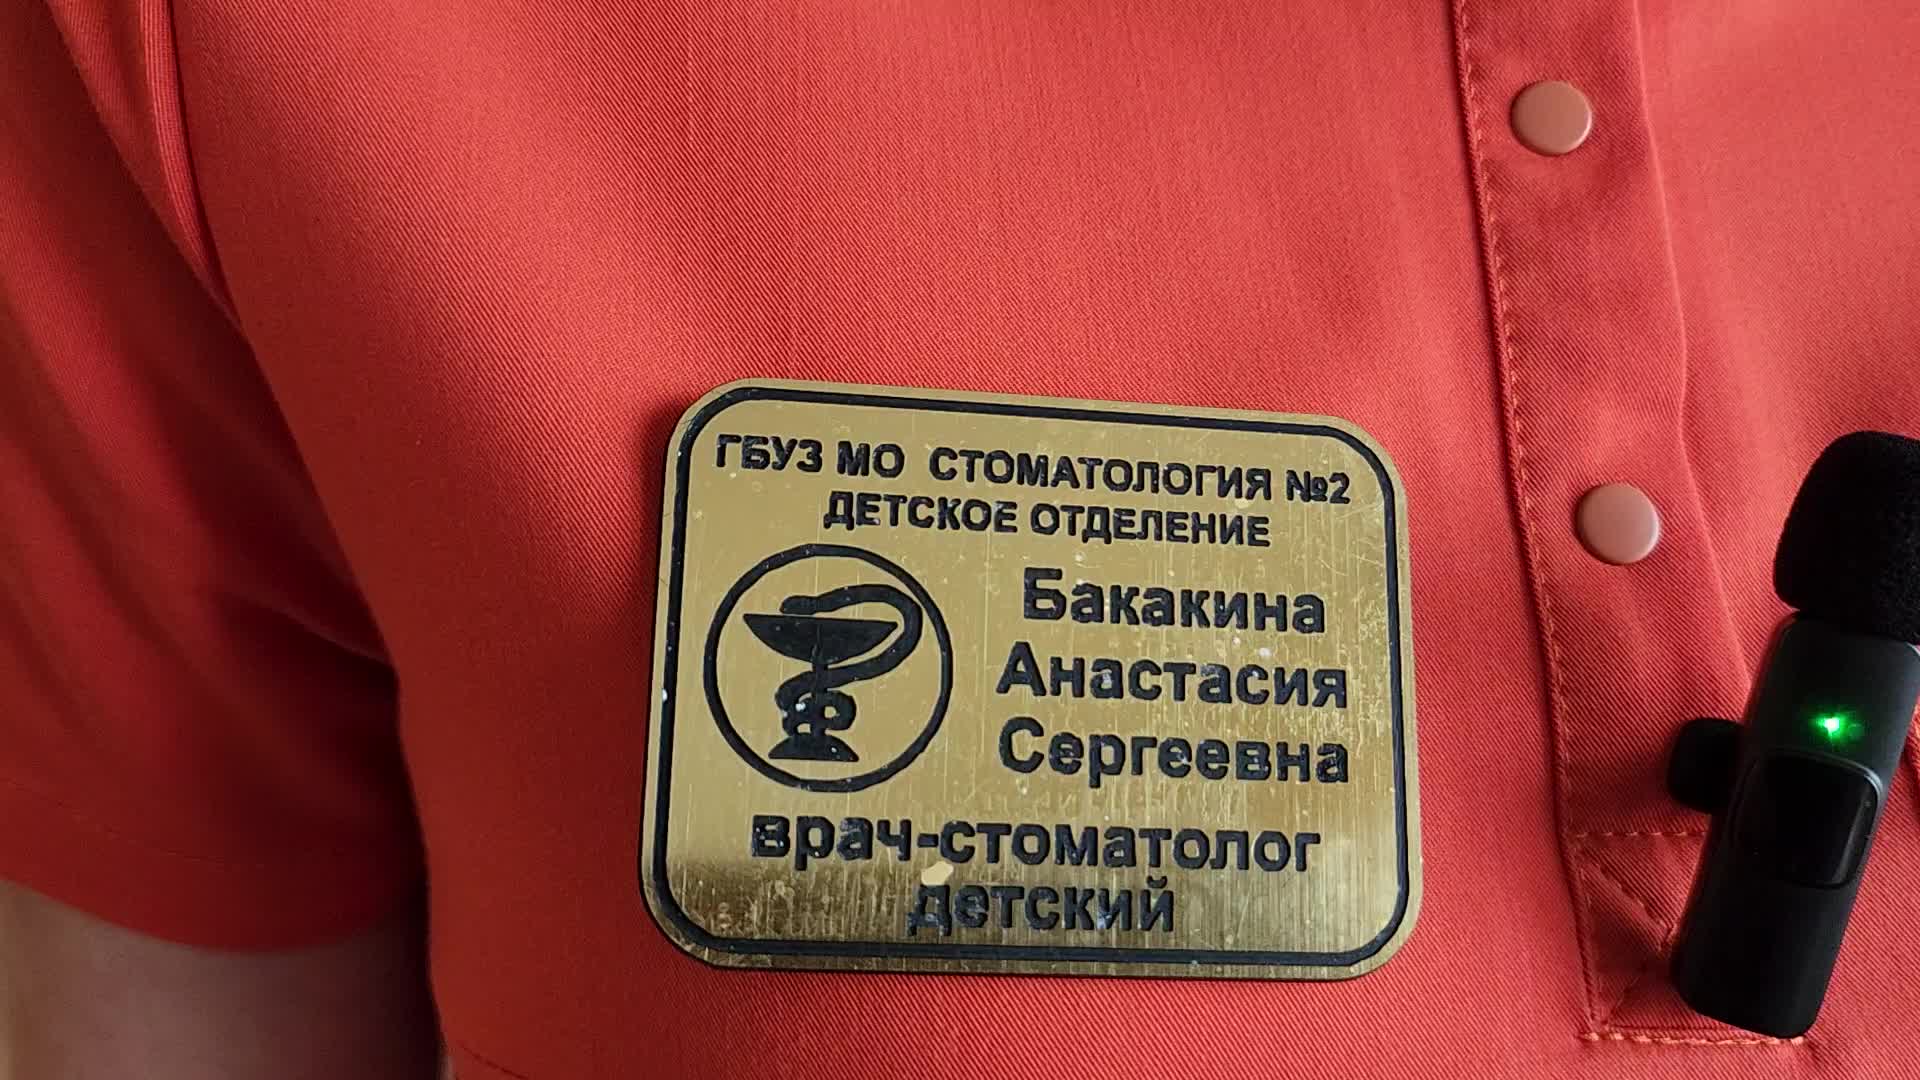 ГБУЗ МО СТОМАТОЛОГИЯ №2
ДЕТСКОЕ ОТДЕЛЕНИЕ
Бакакина
Анастасия
Сергеевна
врач-стоматолог
детский